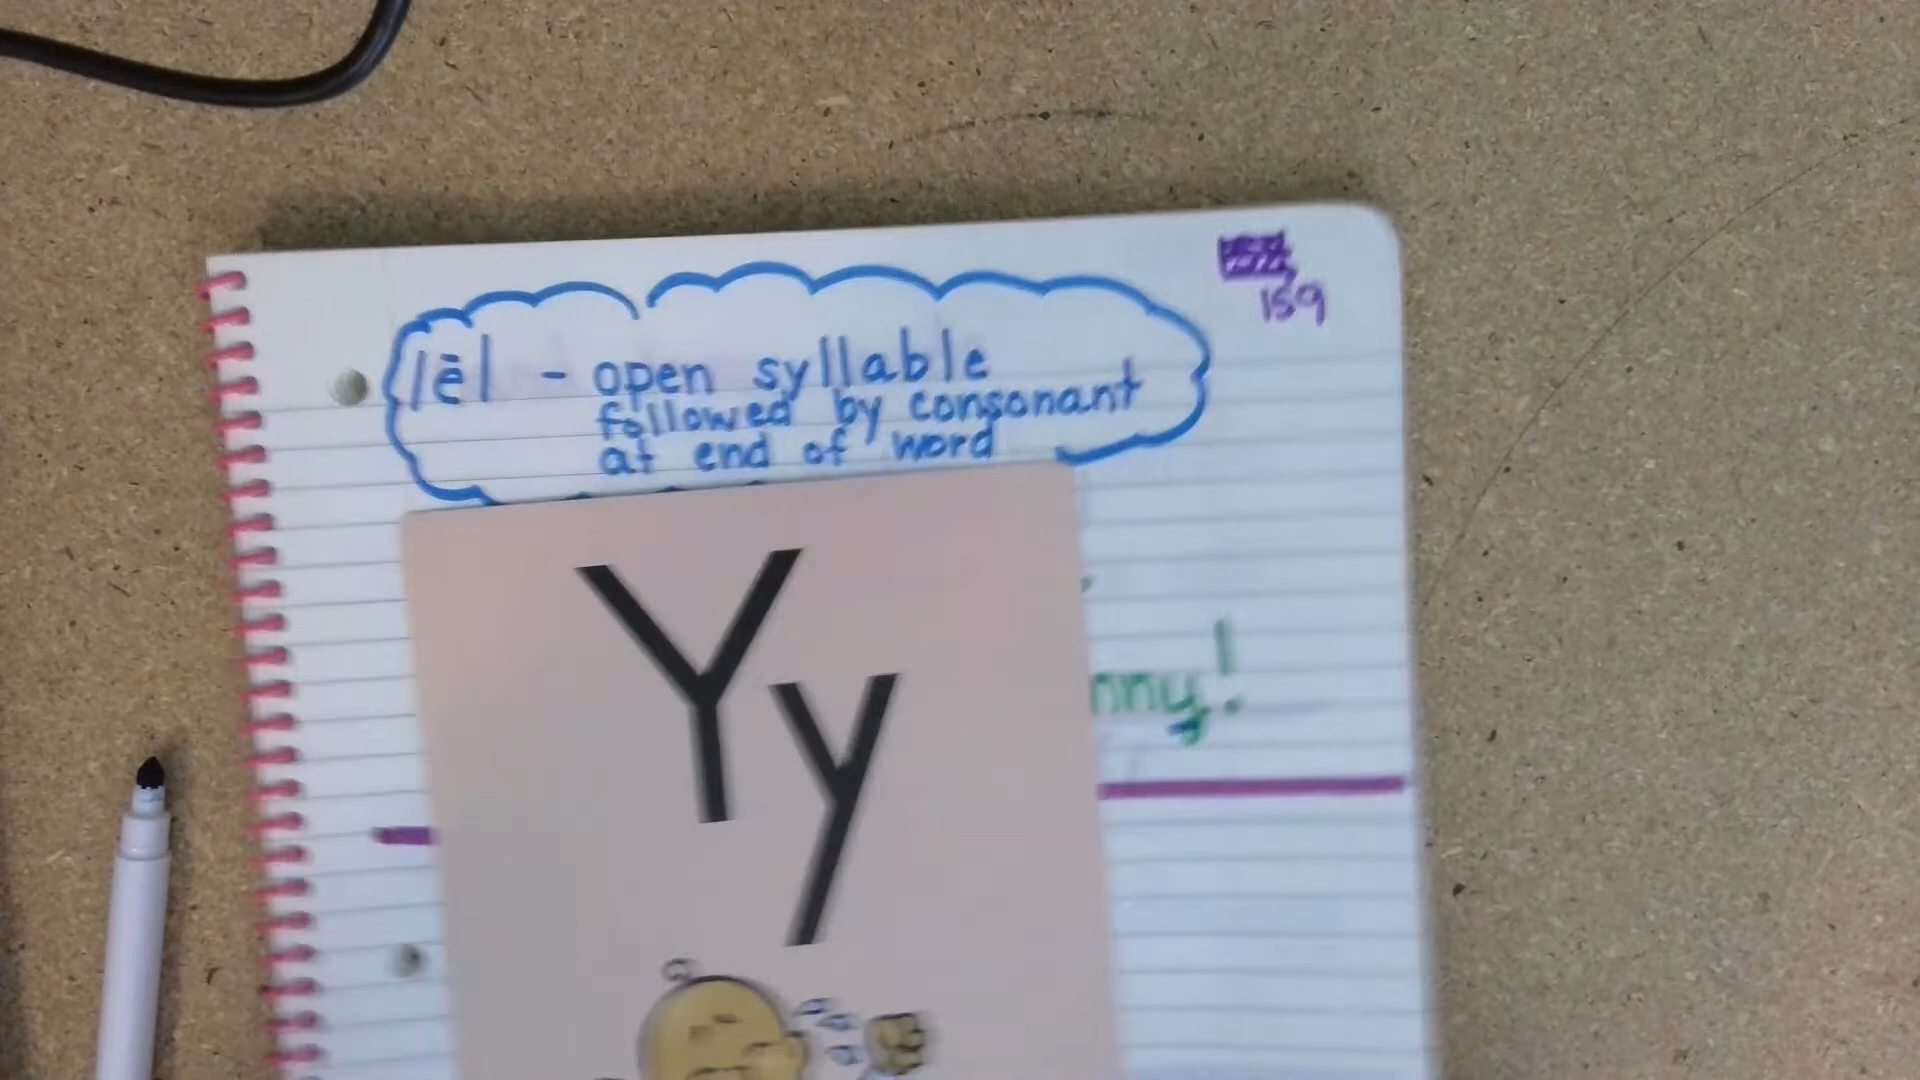 159
/ē/ - open syllable
followed by consonant
at end of word
Yy
nny!